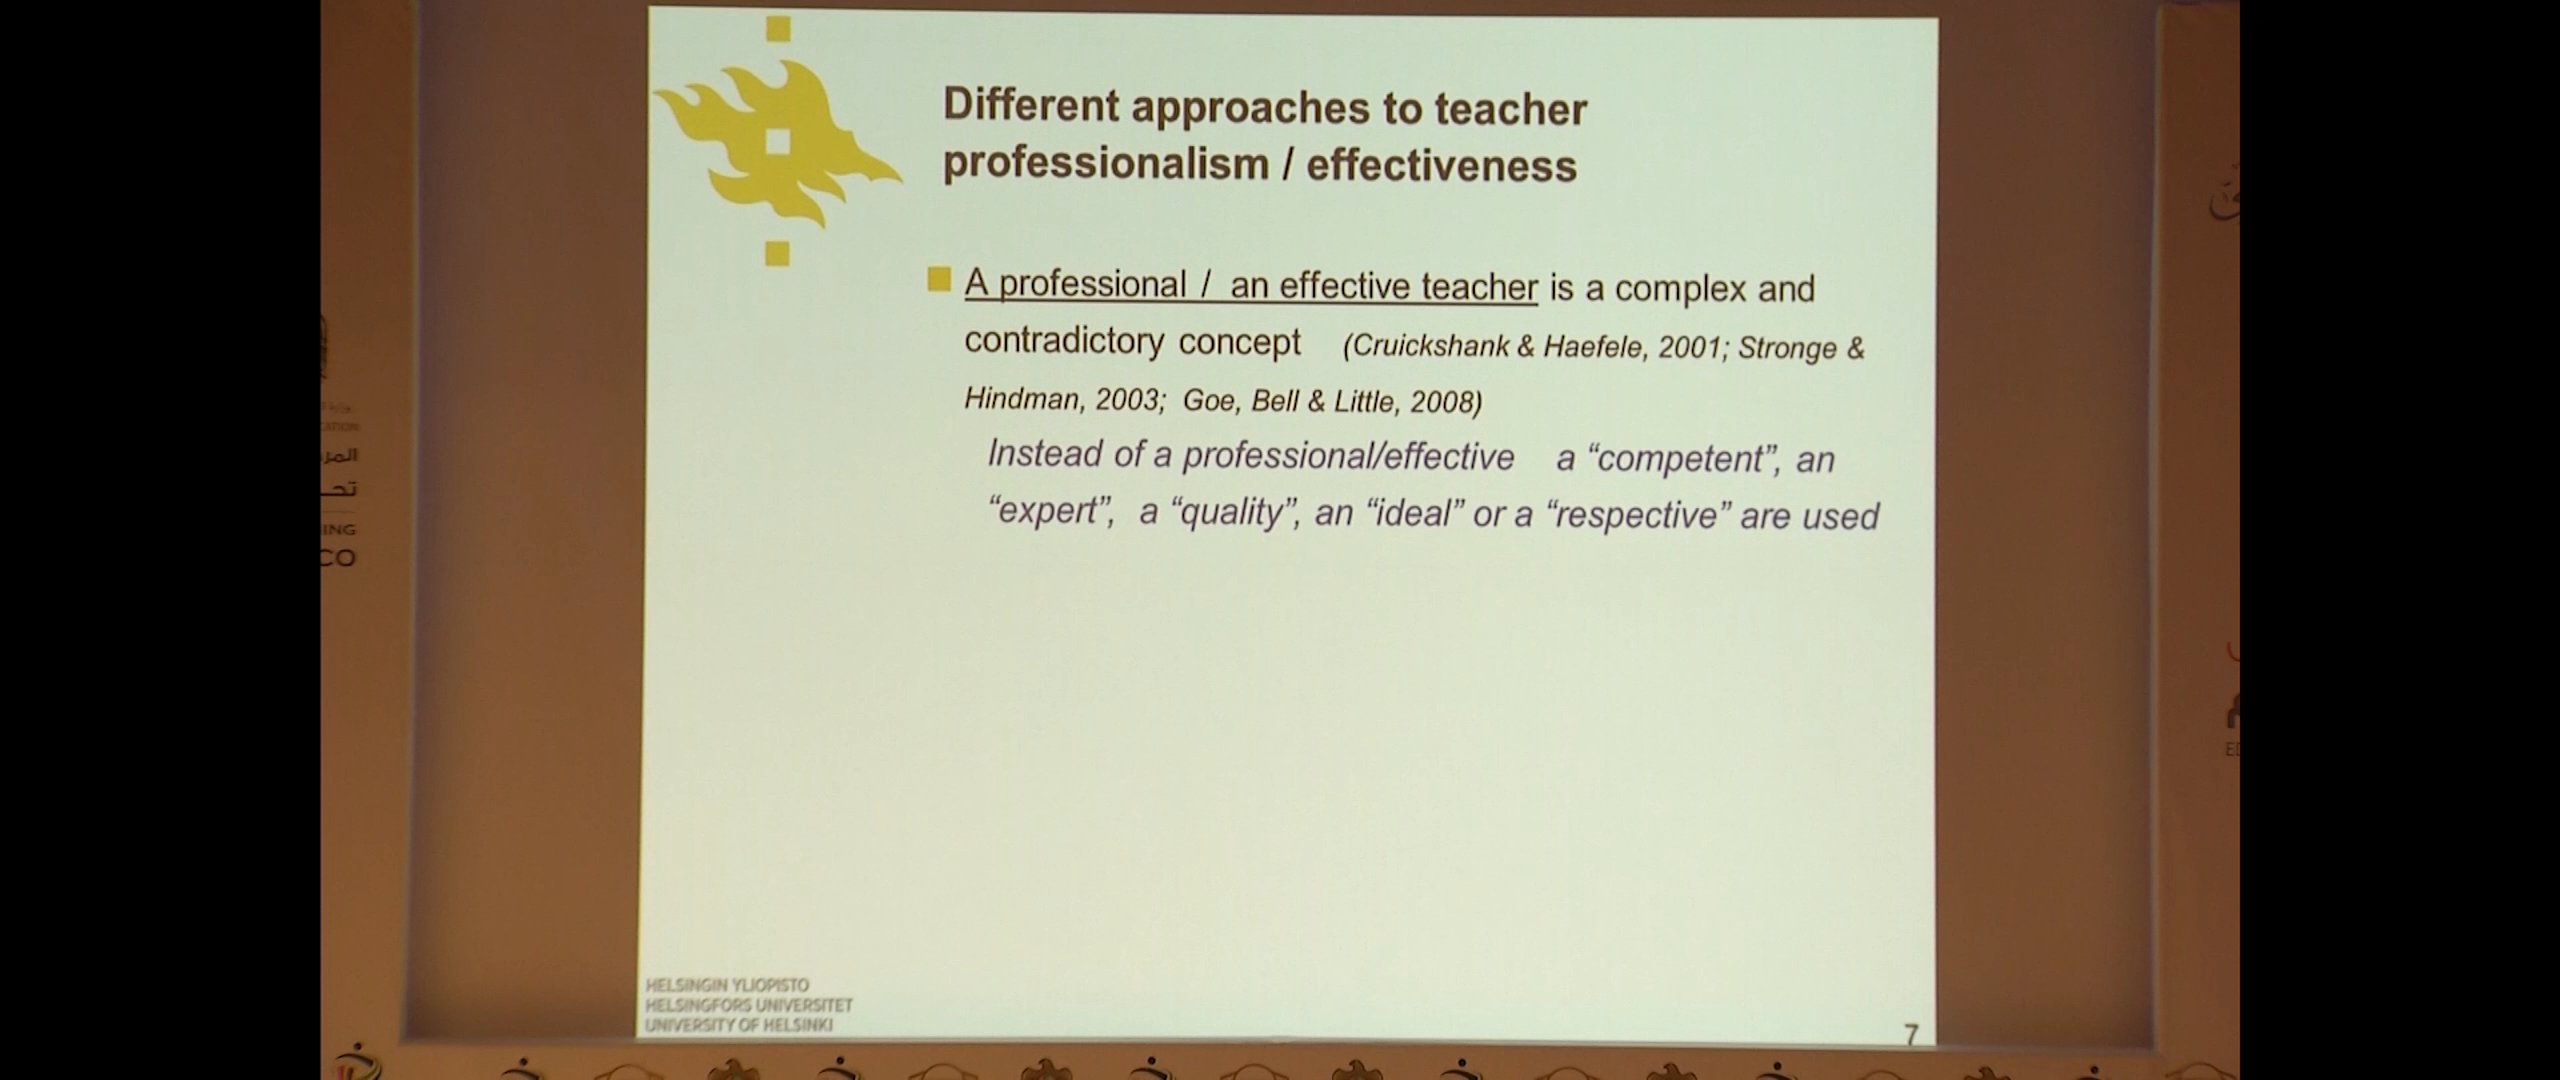 Different approaches to teacher
professionalism / effectiveness
A professional / an effective teacher is a complex and
contradictory concept (Cruickshank & Haefele, 2001; Stronge &
Hindman, 2003; Goe, Bell & Little, 2008)
Instead of a professional/effective a “competent”, an
“expert”, a “quality”, an “ideal” or a “respective” are used
HELSINGIN YLIOPISTO
HELSINGFORS UNIVERSITET
UNIVERSITY OF HELSINKI
7
ING
CO